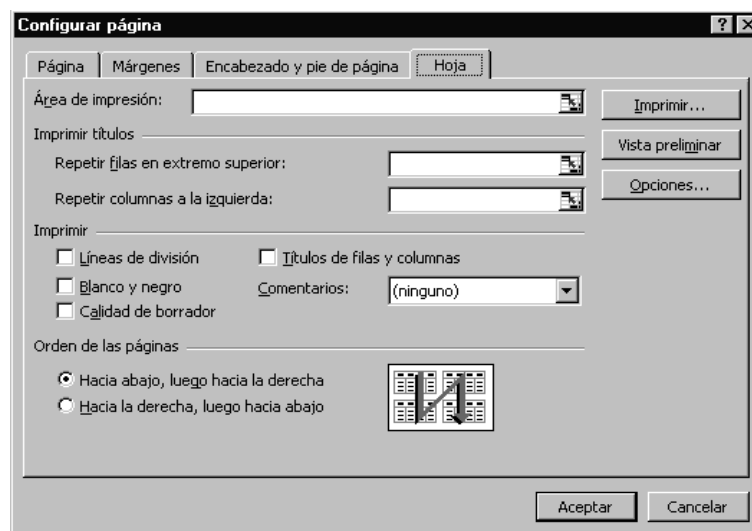 Configurar página
Página Márgenes Encabezado y pie de página Hoja
Área de impresión: Imprimir...
Imprimir títulos Vista preliminar
Repetir filas en extremo superior:
Repetir columnas a la izquierda: Opciones...
Imprimir
Líneas de división Títulos de filas y columnas
Blanco y negro Comentarios: (ninguno)
Calidad de borrador
Orden de las páginas
Hacia abajo, luego hacia la derecha
Hacia la derecha, luego hacia abajo
Aceptar Cancelar